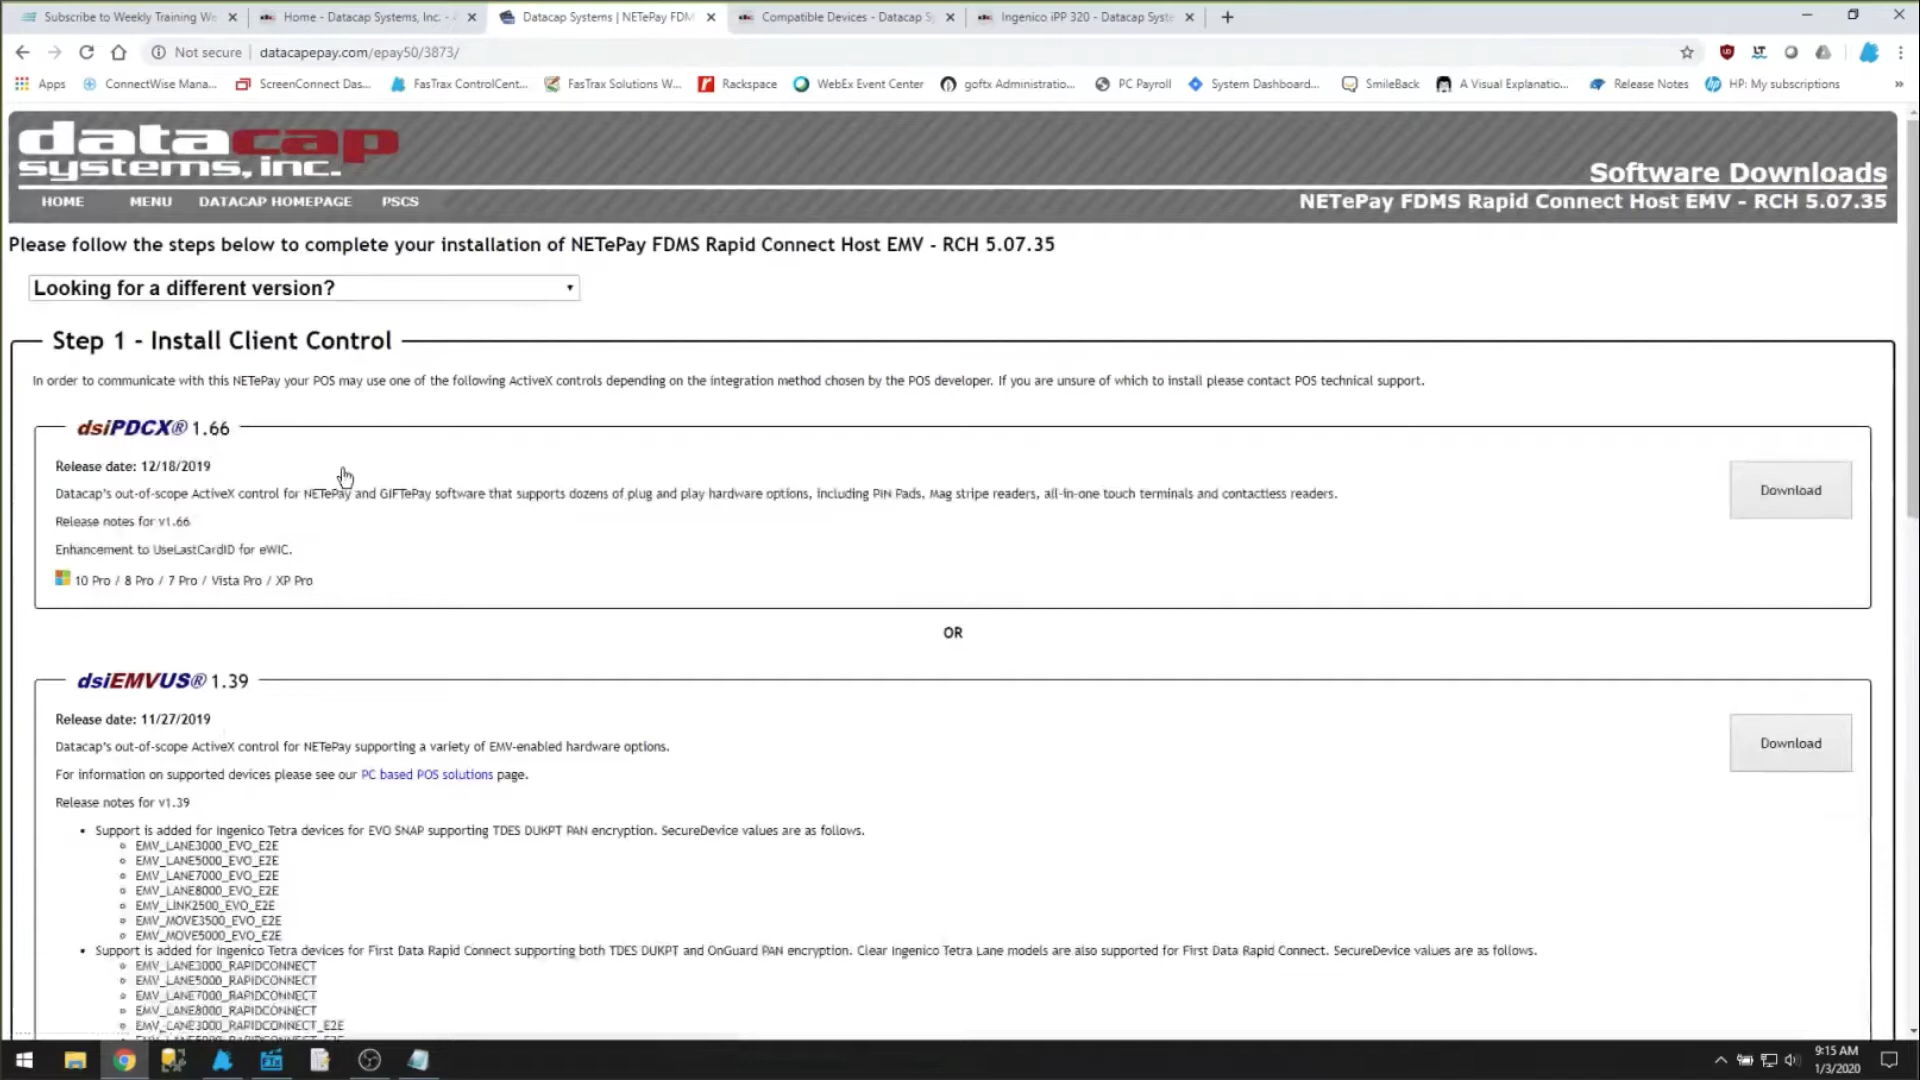 Subscribe to Weekly Training We
Home - Datacap Systems, Inc. -
Datacap Systems | NETePay FDM
Compatible Devices - Datacap Sy
Ingenico iPP 320 - Datacap Syste
Not secure
datacapepay.com/epay50/3873/
Apps
ConnectWise Mana...
ScreenConnect Das...
FasTrax ControlCent...
FasTrax Solutions W...
Rackspace
WebEx Event Center
goftx Administratio...
PC Payroll
System Dashboard...
SmileBack
A Visual Explanatio...
Release Notes
HP: My subscriptions
datacap
systems, inc.
Software Downloads
HOME MENU DATACAP HOMEPAGE PSCS
NETePay FDMS Rapid Connect Host EMV - RCH 5.07.35
Please follow the steps below to complete your installation of NETePay FDMS Rapid Connect Host EMV - RCH 5.07.35
Looking for a different version?
Step 1 - Install Client Control
In order to communicate with this NETePay your POS may use one of the following ActiveX controls depending on the integration method chosen by the POS developer. If you are unsure of which to install please contact POS technical support.
dsiPDCX® 1.66
Release date: 12/18/2019
Datacap's out-of-scope ActiveX control for NETePay and GIFTePay software that supports dozens of plug and play hardware options, including PIN Pads, Mag stripe readers, all-in-one touch terminals and contactless readers.
Download
Release notes for v1.66
Enhancement to UseLastCardID for eWIC.
10 Pro / 8 Pro / 7 Pro / Vista Pro / XP Pro
OR
dsiEMVUS® 1.39
Release date: 11/27/2019
Datacap's out-of-scope ActiveX control for NETePay supporting a variety of EMV-enabled hardware options.
Download
For information on supported devices please see our PC based POS solutions page.
Release notes for v1.39
• Support is added for Ingenico Tetra devices for EVO SNAP supporting TDES DUKPT PAN encryption. SecureDevice values are as follows.
EMV_LANE3000_EVO_E2E
EMV_LANE5000_EVO_E2E
EMV_LANE7000_EVO_E2E
EMV_LANE8000_EVO_E2E
EMV_LINK2500_EVO_E2E
EMV_MOVE3500_EVO_E2E
EMV_MOVE5000_EVO_E2E
• Support is added for Ingenico Tetra devices for First Data Rapid Connect supporting both TDES DUKPT and OnGuard PAN encryption. Clear Ingenico Tetra Lane models are also supported for First Data Rapid Connect. SecureDevice values are as follows.
EMV_LANE3000_RAPIDCONNECT
EMV_LANE5000_RAPIDCONNECT
EMV_LANE7000_RAPIDCONNECT
EMV_LANE8000_RAPIDCONNECT
EMV_LANE3000_RAPIDCONNECT_E2E
9:15 AM
1/3/2020